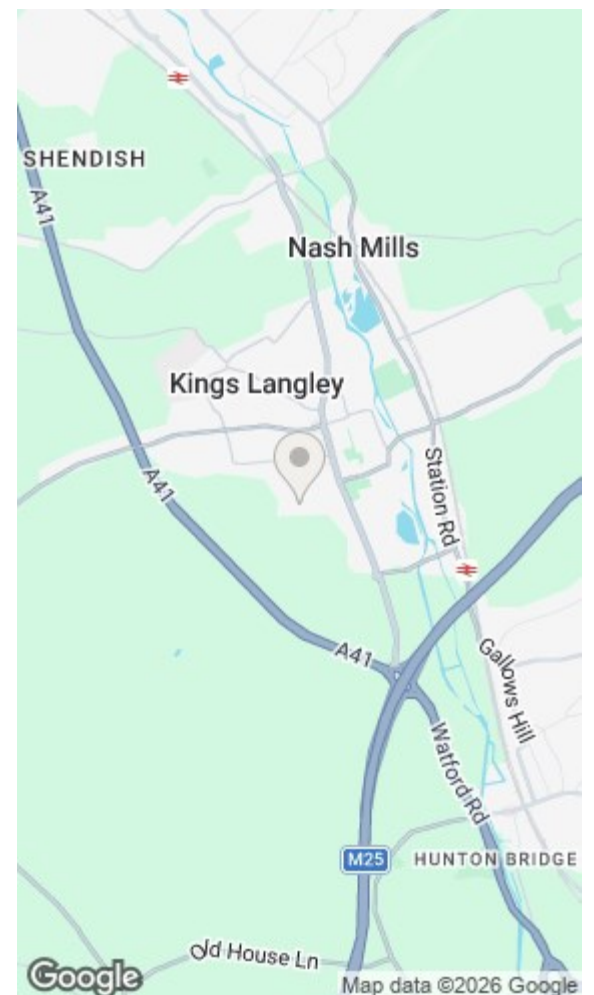 SHENDISH
A41
Nash Mills
Kings Langley
A41
Station Rd
A41
Gallows Hill
Watford Rd
M25
HUNTON BRIDGE
Old House Ln
Google
Map data ©2026 Google